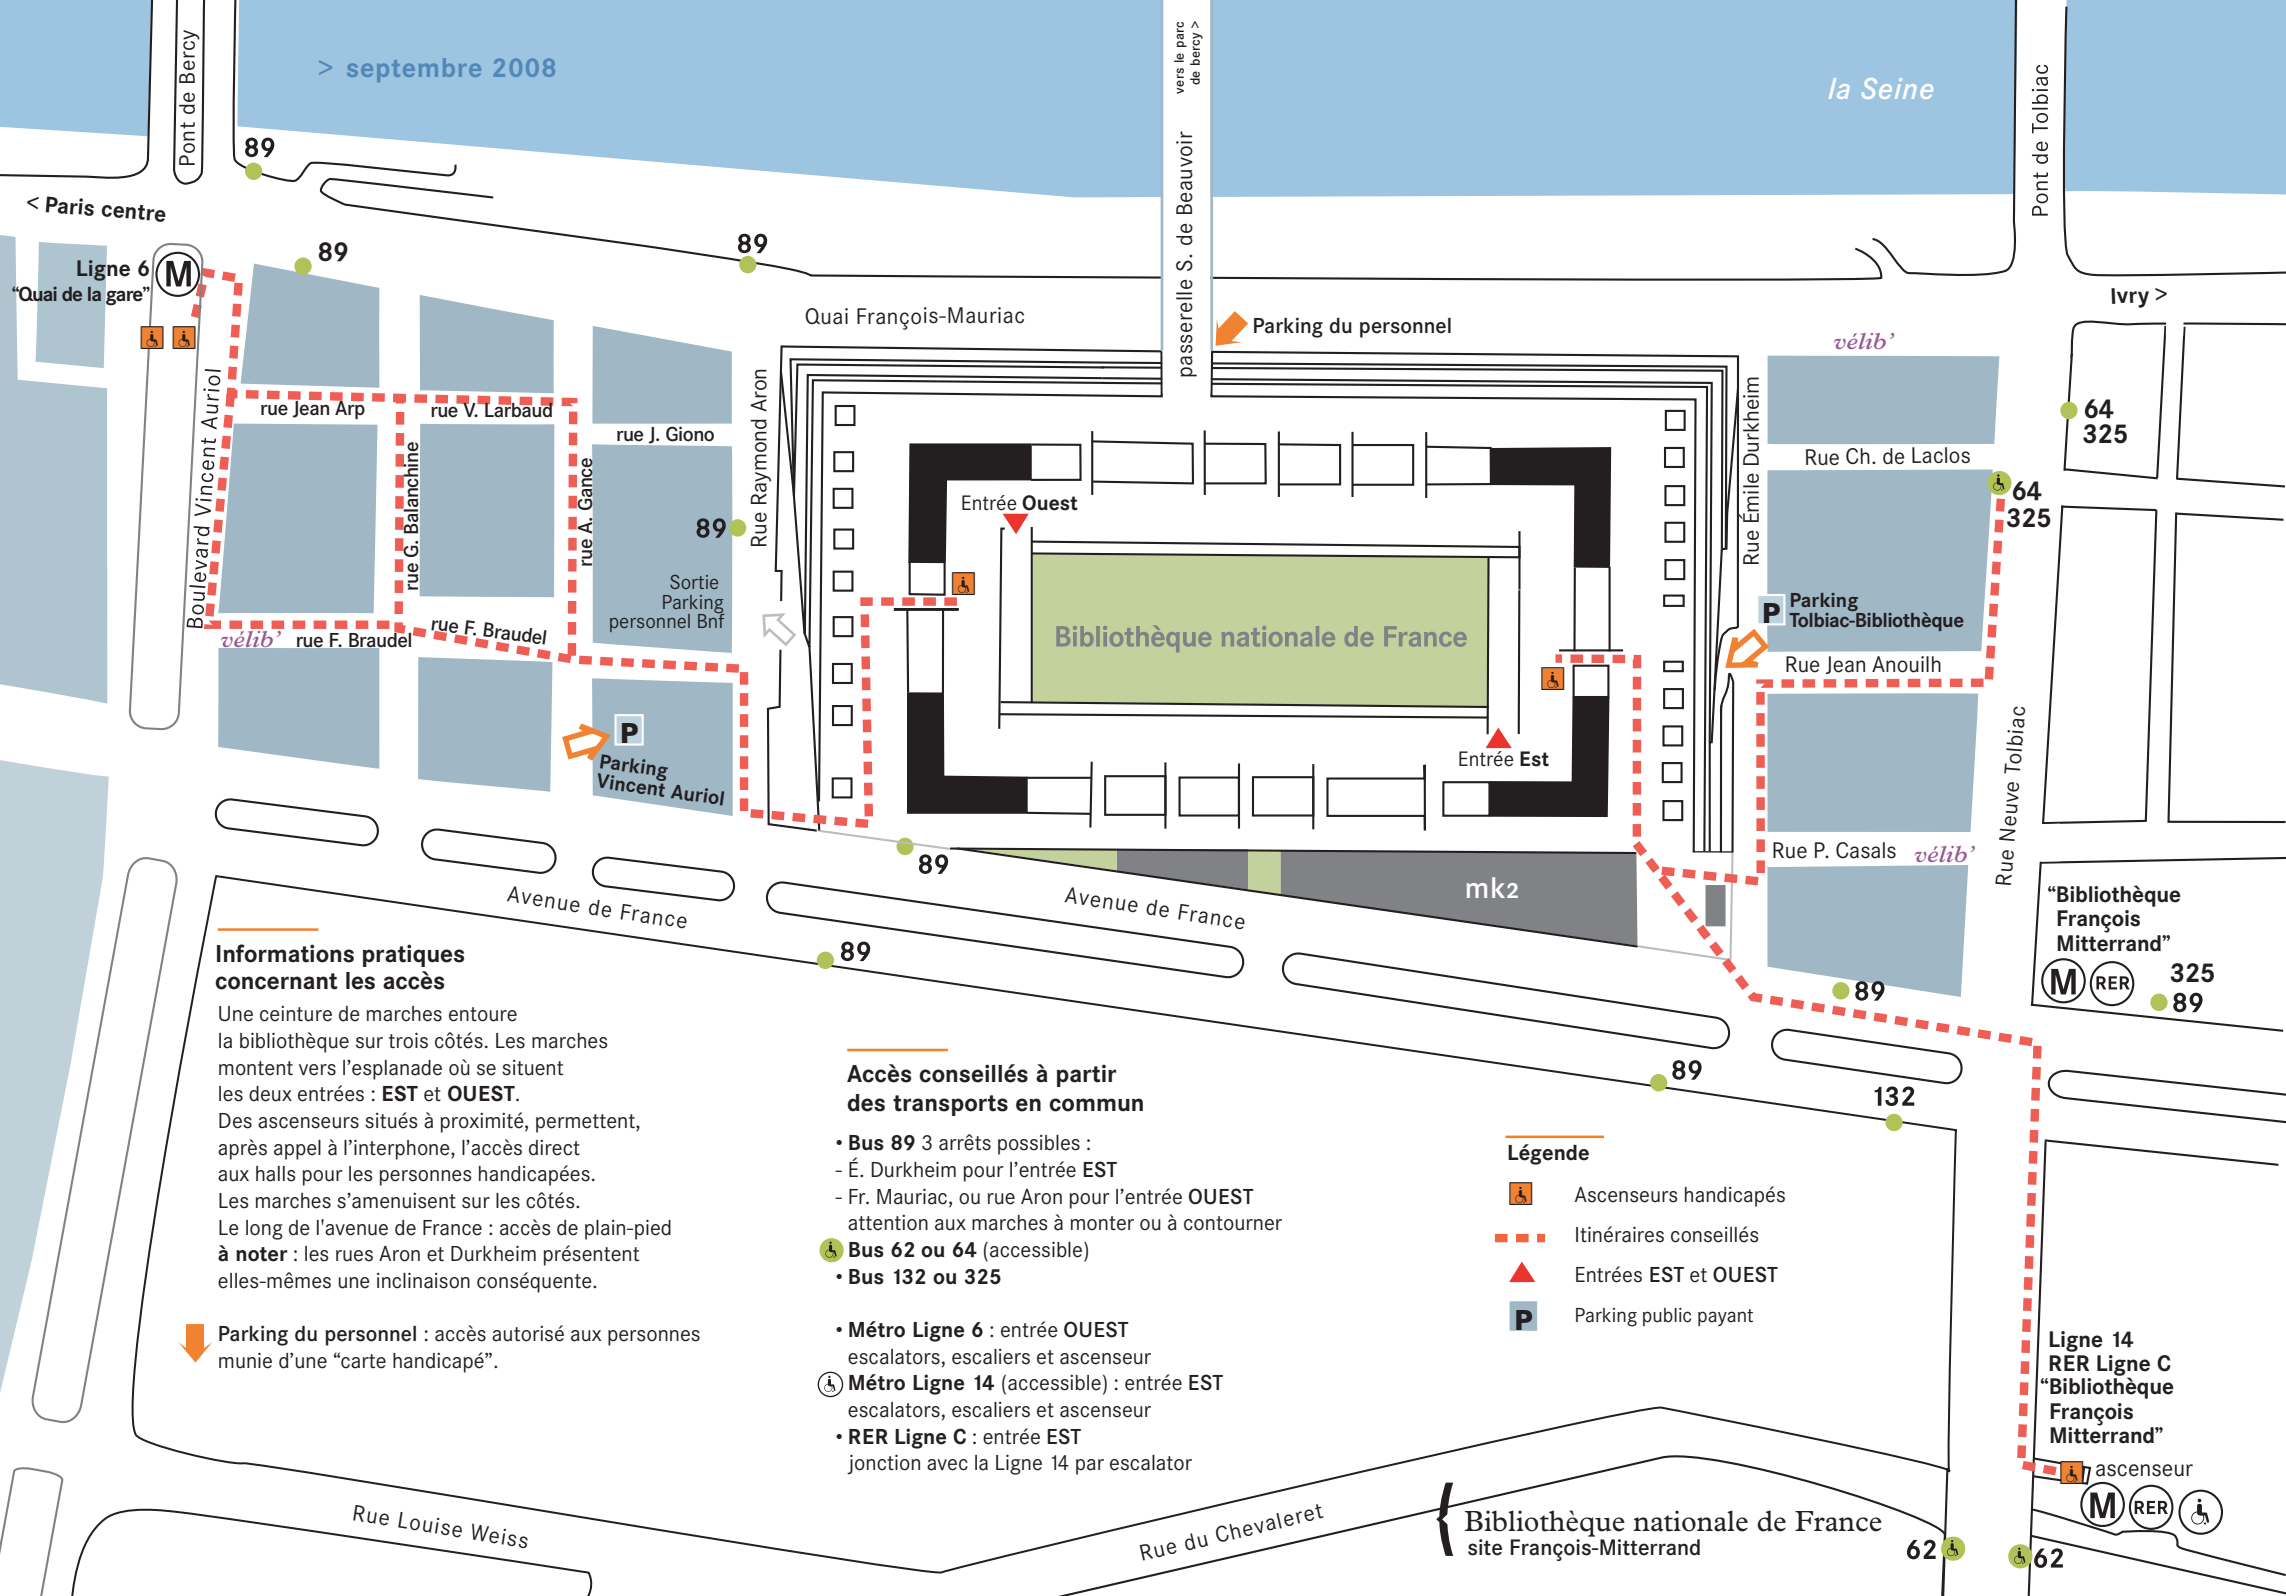 Pont de Bercy
> septembre 2008
vers le parc
de bercy >
la Seine
Pont de Tolbiac
passerelle S. de Beauvoir
89
< Paris centre
89
89
Ligne 6
M
"Quai de la gare"
Ivry >
Quai François-Mauriac
Parking du personnel
vélib'
Boulevard Vincent Auriol
rue Jean Arp
rue V. Larbaud
rue J. Giono
rue G. Balanchine
rue A. Gance
Rue Raymond Aron
Rue Émile Durkheim
64
325
Rue Ch. de Laclos
64
325
Entrée Ouest
89
Sortie
Parking
personnel Bnf
Bibliothèque nationale de France
P
Parking
Tolbiac-Bibliothèque
vélib'
rue F. Braudel
rue F. Braudel
Rue Jean Anouilh
P
Parking
Vincent Auriol
Entrée Est
Rue Neuve Tolbiac
Rue P. Casals
vélib'
89
mk2
Avenue de France
Avenue de France
89
"Bibliothèque
François
Mitterrand"
M
RER
325
89
89
89
132
Informations pratiques
concernant les accès
Une ceinture de marches entoure
la bibliothèque sur trois côtés. Les marches
montent vers l'esplanade où se situent
les deux entrées : EST et OUEST.
Des ascenseurs situés à proximité, permettent,
après appel à l'interphone, l'accès direct
aux halls pour les personnes handicapées.
Les marches s'amenuisent sur les côtés.
Le long de l'avenue de France : accès de plain-pied
à noter : les rues Aron et Durkheim présentent
elles-mêmes une inclinaison conséquente.
Parking du personnel : accès autorisé aux personnes
munie d'une "carte handicapé".
Accès conseillés à partir
des transports en commun
• Bus 89 3 arrêts possibles :
- É. Durkheim pour l'entrée EST
- Fr. Mauriac, ou rue Aron pour l'entrée OUEST
attention aux marches à monter ou à contourner
Bus 62 ou 64 (accessible)
• Bus 132 ou 325
• Métro Ligne 6 : entrée OUEST
escalators, escaliers et ascenseur
Métro Ligne 14 (accessible) : entrée EST
escalators, escaliers et ascenseur
• RER Ligne C : entrée EST
jonction avec la Ligne 14 par escalator
Légende
Ascenseurs handicapés
Itinéraires conseillés
Entrées EST et OUEST
P
Parking public payant
Ligne 14
RER Ligne C
"Bibliothèque
François
Mitterrand"
ascenseur
M
RER
Rue Louise Weiss
Rue du Chevaleret
Bibliothèque nationale de France
site François-Mitterrand
62
62